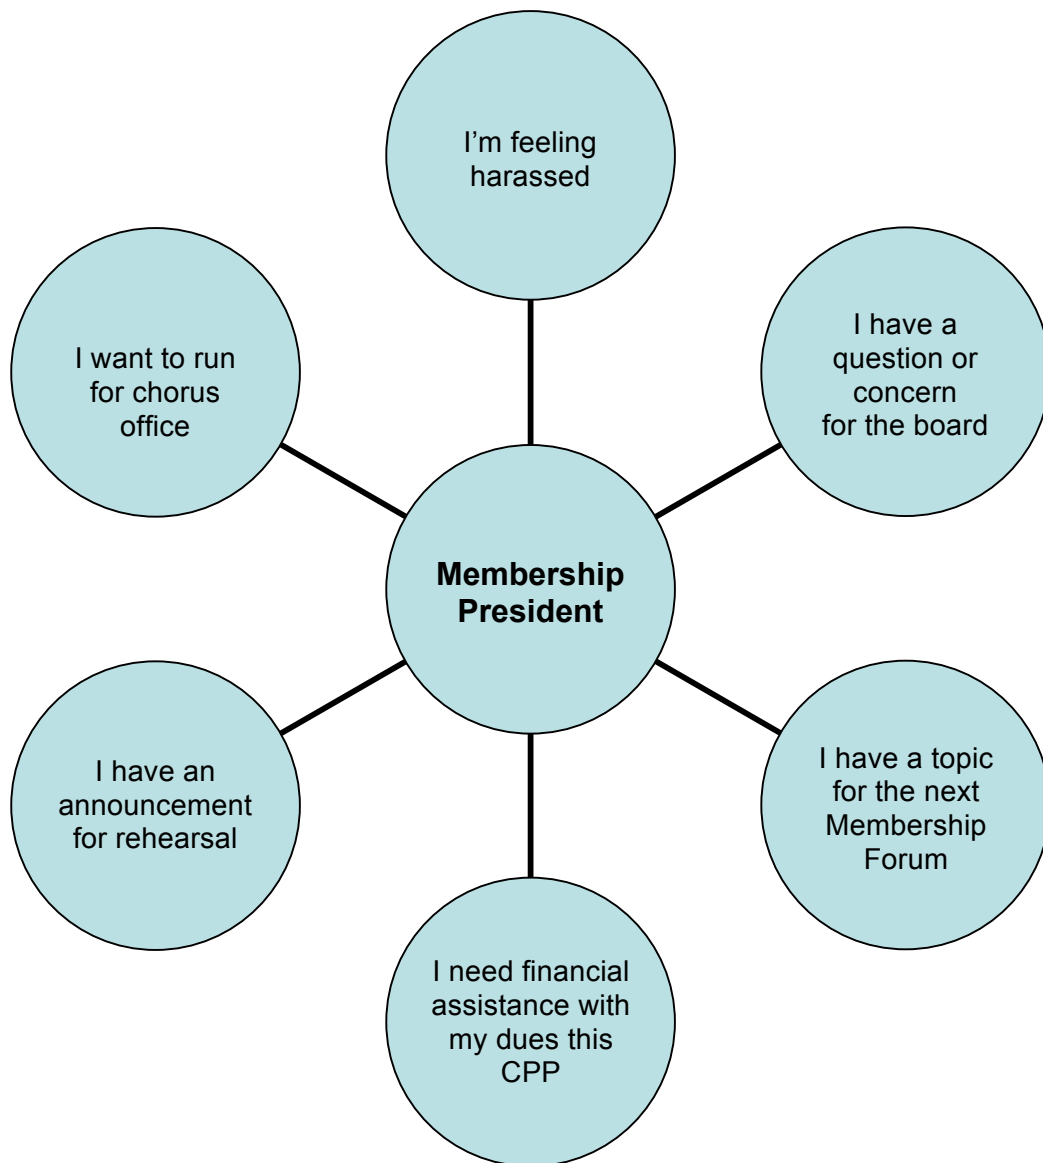 I’m feeling
harassed
I have a
question or
concern
for the board
I want to run
for chorus
office
Membership
President
I have an
announcement
for rehearsal
I have a topic
for the next
Membership
Forum
I need financial
assistance with
my dues this
CPP